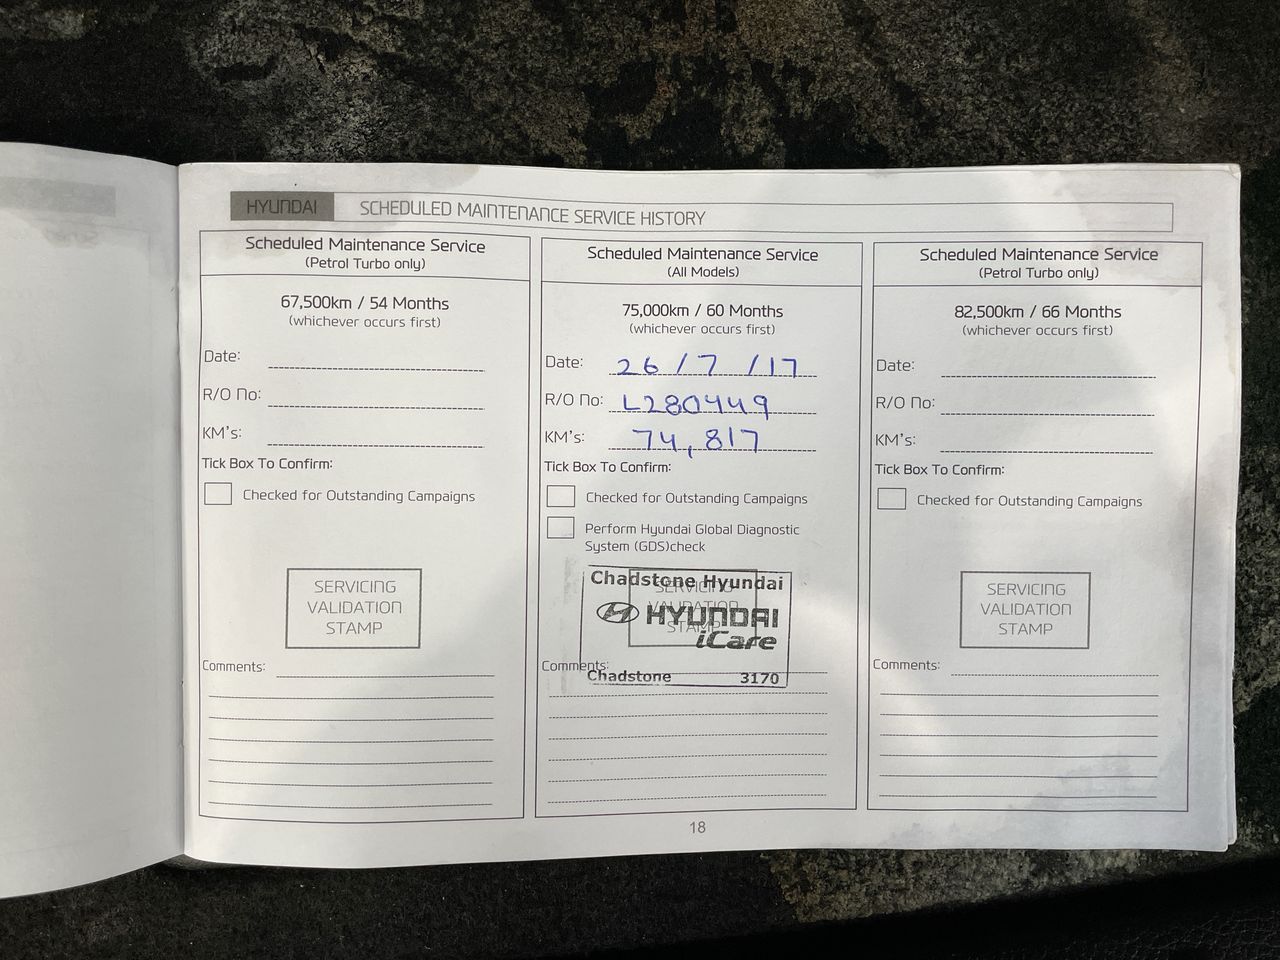 HYUNDAI SCHEDULED MAINTENANCE SERVICE HISTORY
Scheduled Maintenance Service
(Petrol Turbo only)
67,500km / 54 Months
(whichever occurs first)
Date:
R/O No:
KM's:
Tick Box To Confirm:
Checked for Outstanding Campaigns
SERVICING
VALIDATION
STAMP
Comments:
Scheduled Maintenance Service
(All Models)
75,000km / 60 Months
(whichever occurs first)
Date: 26 / 7 / 17
R/O No: L280449
KM's: 74,817
Tick Box To Confirm:
Checked for Outstanding Campaigns
Perform Hyundai Global Diagnostic
System (GDS)check
Chadstone Hyundai
SERVICING
VALIDATION
HYUNDAI
STAMP
iCare
Comments:
Chadstone 3170
Scheduled Maintenance Service
(Petrol Turbo only)
82,500km / 66 Months
(whichever occurs first)
Date:
R/O No:
KM's:
Tick Box To Confirm:
Checked for Outstanding Campaigns
SERVICING
VALIDATION
STAMP
Comments:
18